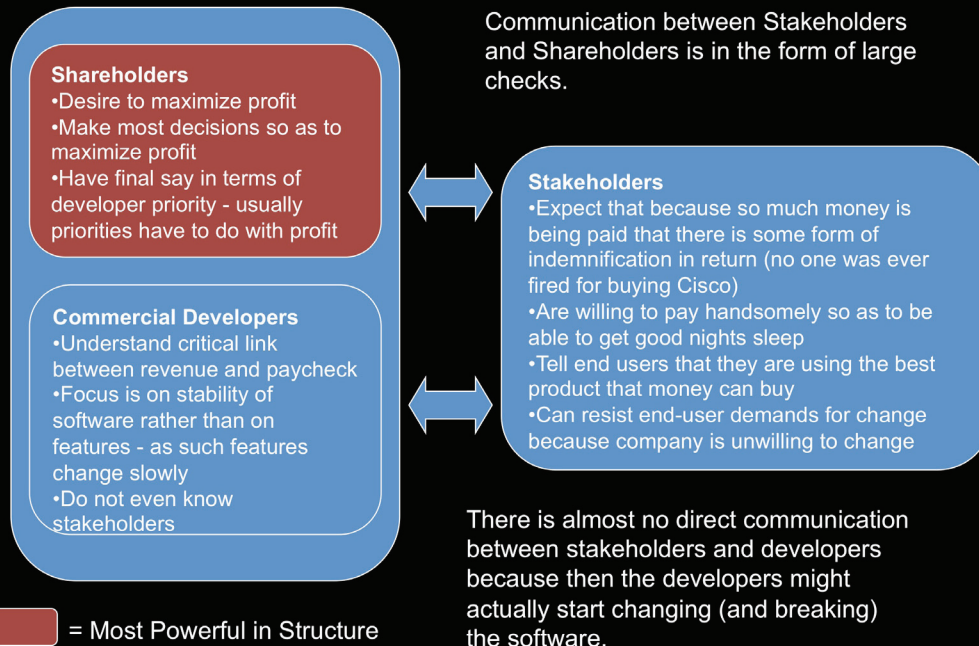 Communication between Stakeholders
and Shareholders is in the form of large
checks.
Shareholders
•Desire to maximize profit
•Make most decisions so as to
maximize profit
•Have final say in terms of
developer priority - usually
priorities have to do with profit
Stakeholders
•Expect that because so much money is
being paid that there is some form of
indemnification in return (no one was ever
fired for buying Cisco)
•Are willing to pay handsomely so as to be
able to get good nights sleep
•Tell end users that they are using the best
product that money can buy
•Can resist end-user demands for change
because company is unwilling to change
Commercial Developers
•Understand critical link
between revenue and paycheck
•Focus is on stability of
software rather than on
features - as such features
change slowly
•Do not even know
stakeholders
There is almost no direct communication
between stakeholders and developers
because then the developers might
actually start changing (and breaking)
the software.
= Most Powerful in Structure